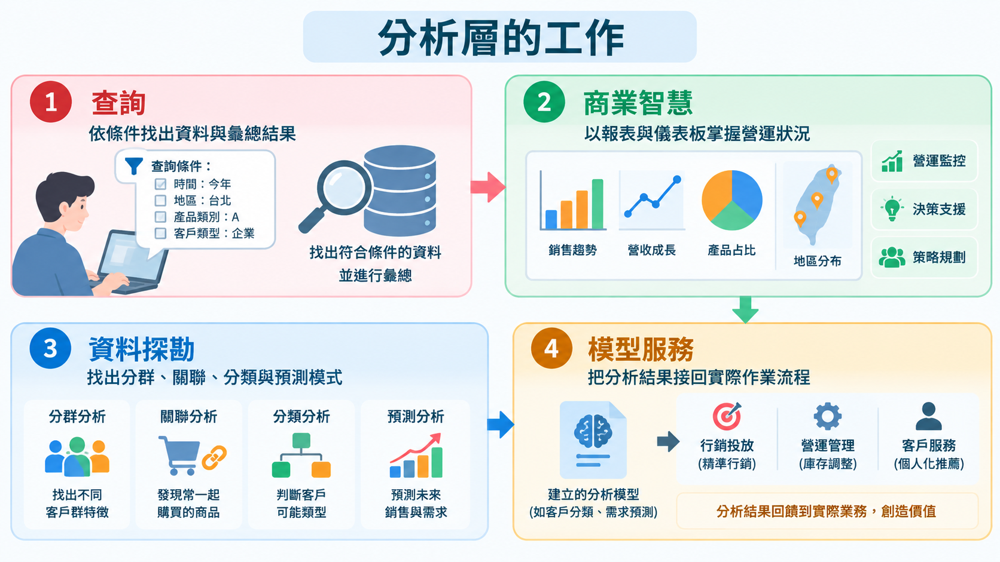 分析層的工作
1 查詢
依條件找出資料與彙總結果
查詢條件：
時間：今年
地區：台北
產品類別：A
客戶類型：企業
找出符合條件的資料
並進行彙總
2 商業智慧
以報表與儀表板掌握營運狀況
銷售趨勢
營收成長
產品占比
地區分布
營運監控
決策支援
策略規劃
3 資料探勘
找出分群、關聯、分類與預測模式
分群分析
找出不同
客戶群特徵
關聯分析
發現常一起
購買的商品
分類分析
判斷客戶
可能類型
預測分析
預測未來
銷售與需求
4 模型服務
把分析結果接回實際作業流程
建立的分析模型
(如客戶分類、需求預測)
行銷投放
(精準行銷)
營運管理
(庫存調整)
客戶服務
(個人化推薦)
分析結果回饋到實際業務，創造價值